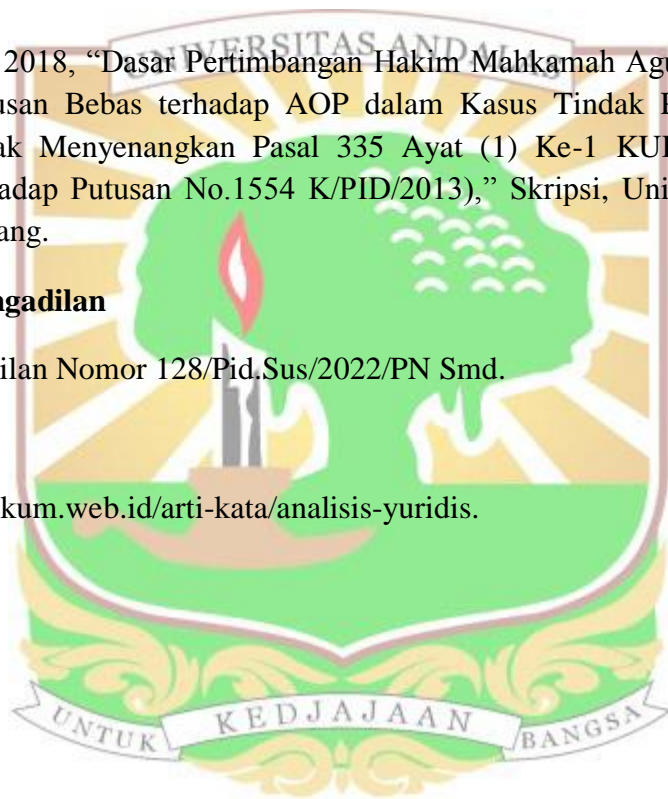 UNIVERSITAS ANDALAS
2018, “Dasar Pertimbangan Hakim Mahkamah Agu
usan Bebas terhadap AOP dalam Kasus Tindak P
ak Menyenangkan Pasal 335 Ayat (1) Ke-1 KU
adap Putusan No.1554 K/PID/2013),” Skripsi, Uni
ang.
ngadilan
ilan Nomor 128/Pid.Sus/2022/PN Smd.
kum.web.id/arti-kata/analisis-yuridis.
UNTUK KEDJAJAAN BANGSA